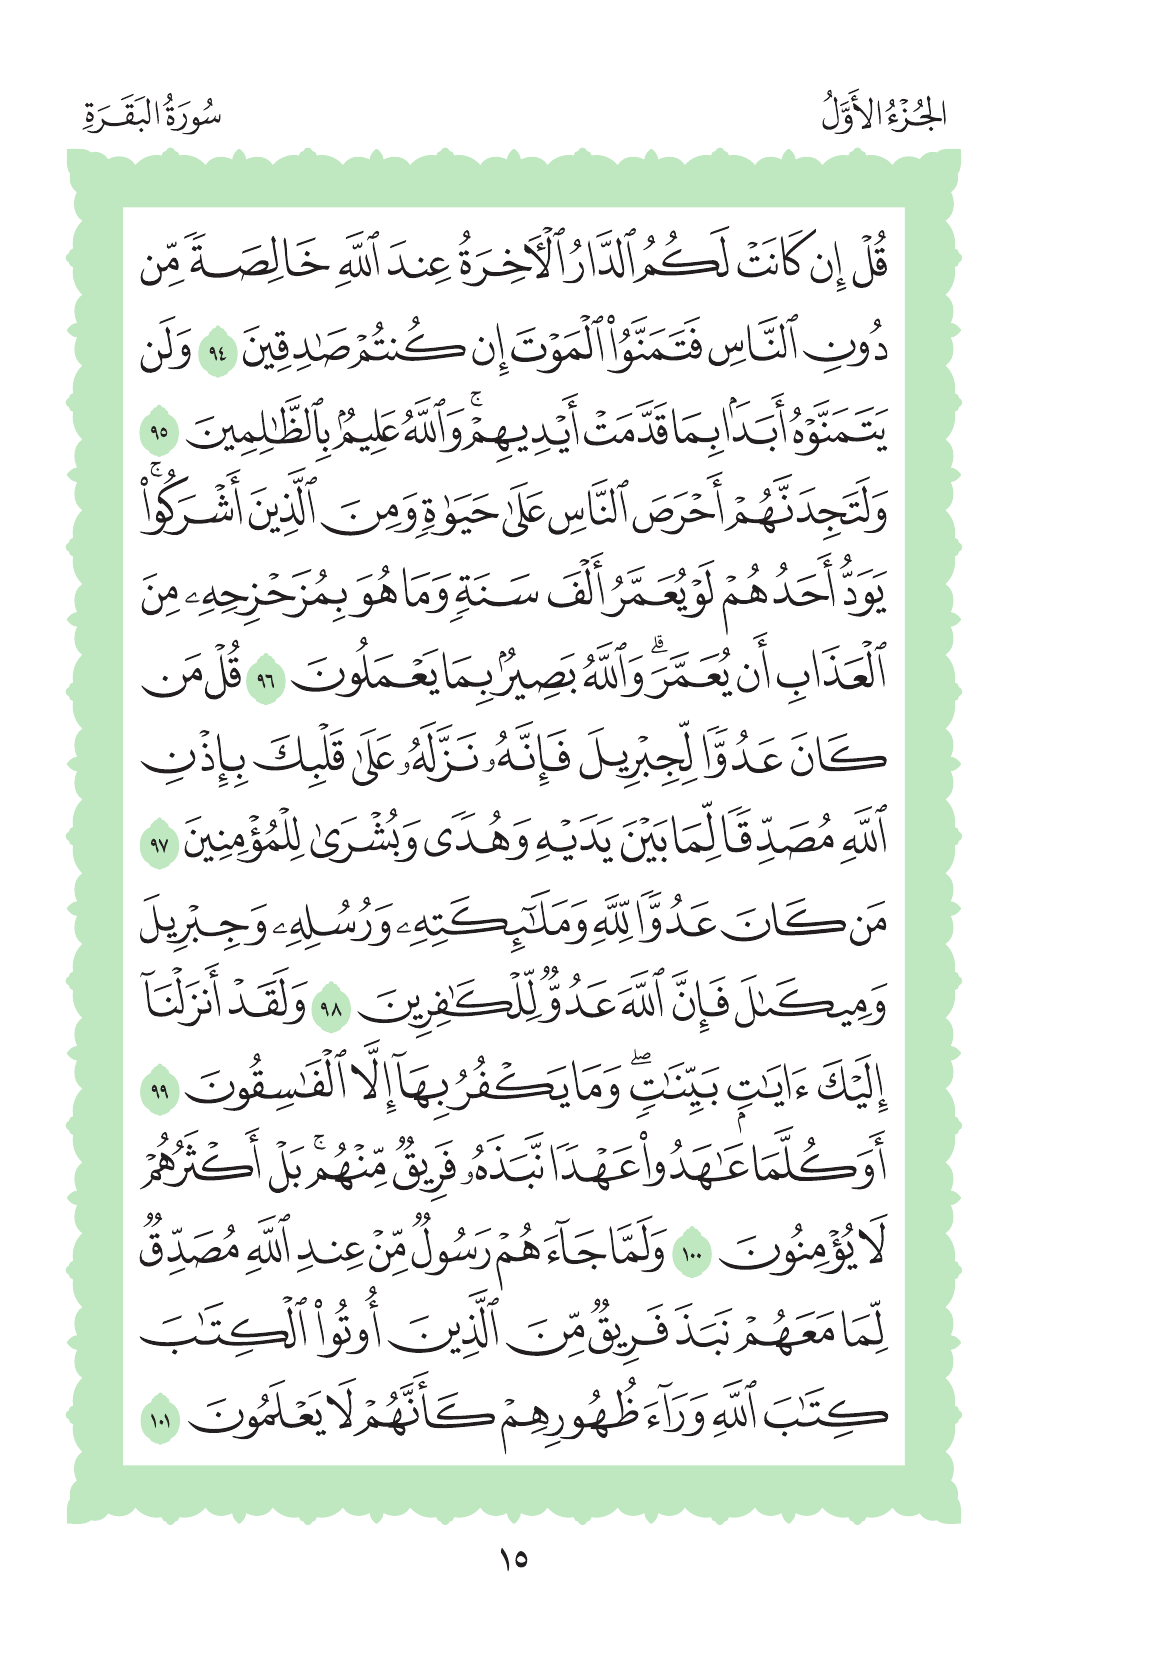 الجُزْءُ الأَوَّلُ
سُورَةُ البَقَرَةِ
قُلْ إِن كَانَتْ لَكُمُ ٱلدَّارُ ٱلْأَخِرَةُ عِندَ ٱللَّهِ خَالِصَةً مِّن
دُونِ ٱلنَّاسِ فَتَمَنَّوُا۟ ٱلْمَوْتَ إِن كُنتُمْ صَـٰدِقِينَ ٩٤ وَلَن
يَتَمَنَّوْهُ أَبَدًۢا بِمَا قَدَّمَتْ أَيْدِيهِمْ ۚ وَٱللَّهُ عَلِيمٌۢ بِٱلظَّـٰلِمِينَ ٩٥
وَلَتَجِدَنَّهُمْ أَحْرَصَ ٱلنَّاسِ عَلَىٰ حَيَوٰةٍ وَمِنَ ٱلَّذِينَ أَشْرَكُوا۟ ۚ
يَوَدُّ أَحَدُهُمْ لَوْ يُعَمَّرُ أَلْفَ سَنَةٍ وَمَا هُوَ بِمُزَحْزِحِهِۦ مِنَ
ٱلْعَذَابِ أَن يُعَمَّرَ ۗ وَٱللَّهُ بَصِيرٌۢ بِمَا يَعْمَلُونَ ٩٦ قُلْ مَن
كَانَ عَدُوًّا لِّجِبْرِيلَ فَإِنَّهُۥ نَزَّلَهُۥ عَلَىٰ قَلْبِكَ بِإِذْنِ
ٱللَّهِ مُصَدِّقًا لِّمَا بَيْنَ يَدَيْهِ وَهُدًى وَبُشْرَىٰ لِلْمُؤْمِنِينَ ٩٧
مَن كَانَ عَدُوًّا لِّلَّهِ وَمَلَـٰٓئِكَتِهِۦ وَرُسُلِهِۦ وَجِبْرِيلَ
وَمِيكَىٰلَ فَإِنَّ ٱللَّهَ عَدُوٌّ لِّلْكَـٰفِرِينَ ٩٨ وَلَقَدْ أَنزَلْنَآ
إِلَيْكَ ءَايَـٰتٍۭ بَيِّنَـٰتٍ ۖ وَمَا يَكْفُرُ بِهَآ إِلَّا ٱلْفَـٰسِقُونَ ٩٩
أَوَكُلَّمَا عَـٰهَدُوا۟ عَهْدًا نَّبَذَهُۥ فَرِيقٌ مِّنْهُم ۚ بَلْ أَكْثَرُهُمْ
لَا يُؤْمِنُونَ ١٠٠ وَلَمَّا جَآءَهُمْ رَسُولٌ مِّنْ عِندِ ٱللَّهِ مُصَدِّقٌ
لِّمَا مَعَهُمْ نَبَذَ فَرِيقٌ مِّنَ ٱلَّذِينَ أُوتُوا۟ ٱلْكِتَـٰبَ
كِتَـٰبَ ٱللَّهِ وَرَآءَ ظُهُورِهِمْ كَأَنَّهُمْ لَا يَعْلَمُونَ ١٠١
١٥